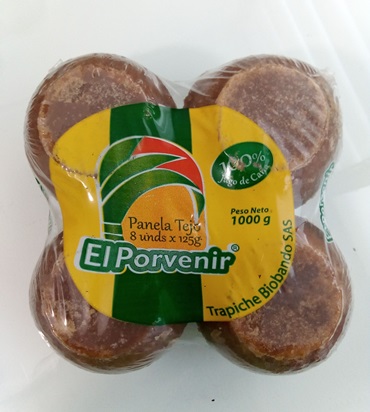 100%
Jugo de Caña
Panela Tejo
8 unds x 125g
El Porvenir®
Peso Neto :
1000 g
Trapiche Biobando SAS